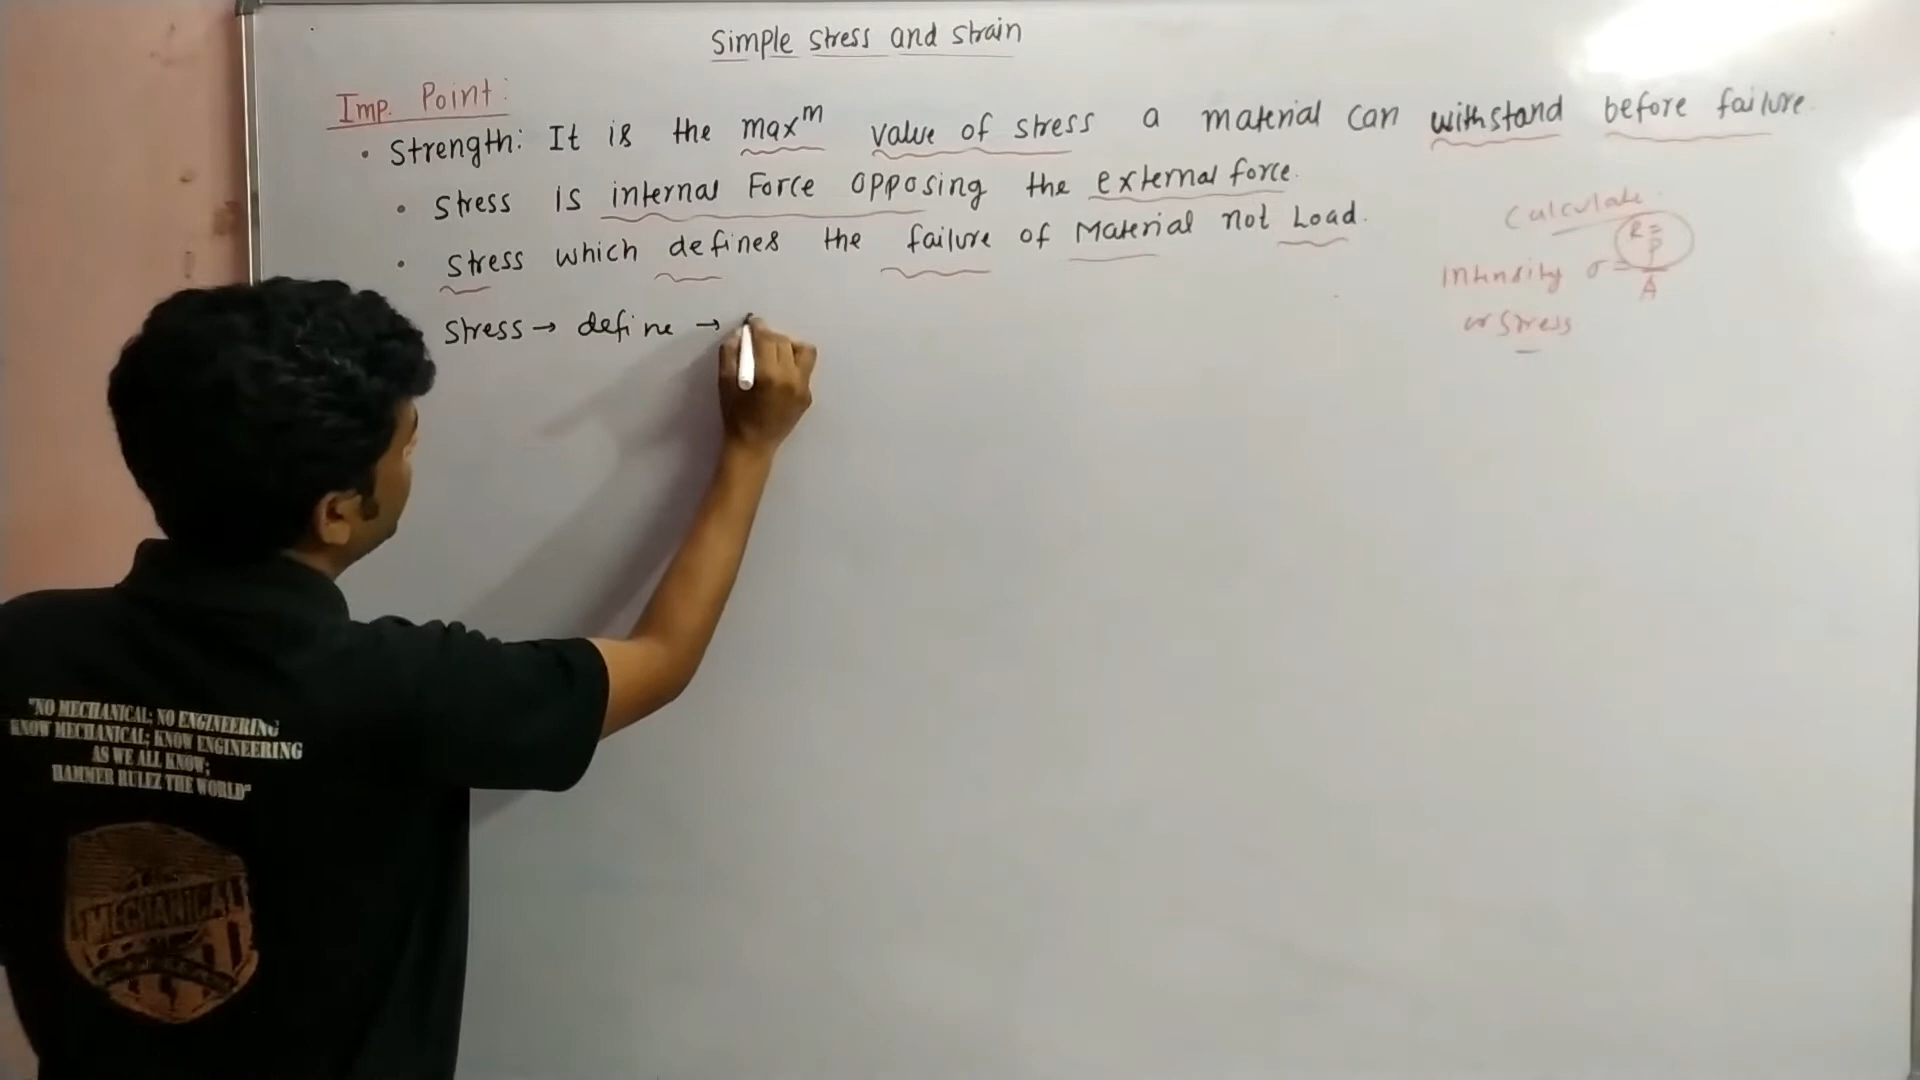 Simple stress and strain
Imp. Point:
• Strength: It is the maxᵐ value of stress a material can withstand before failure.
• Stress is internal Force opposing the external force.
• Stress which defines the failure of Material not Load.
Stress → define →
Calculate
R=
P
Intensity σ=
A
or stress
"NO MECHANICAL; NO ENGINEERING
KNOW MECHANICAL; KNOW ENGINEERING
AS WE ALL KNOW;
HAMMER RULEZ THE WORLD"
MECHANICAL